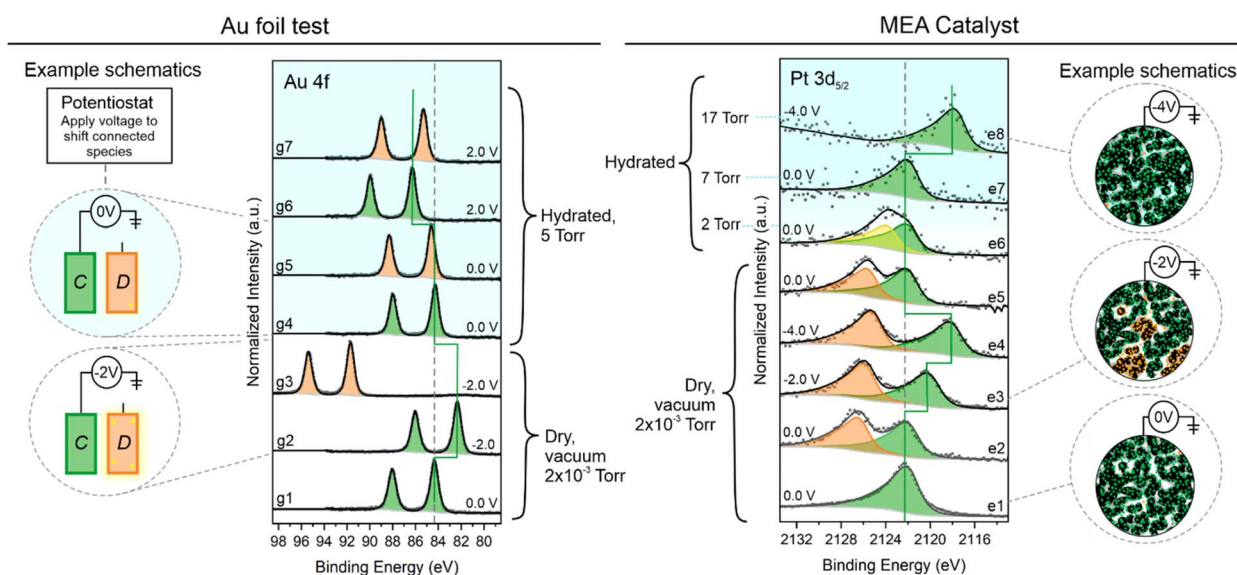 Au foil test
MEA Catalyst
Example schematics
Potentiostat
Apply voltage to
shift connected
species
0V
C
D
-2V
C
D
Au 4f
g7
2.0 V
g6
2.0 V
g5
0.0 V
g4
0.0 V
g3
-2.0 V
g2
-2.0
g1
0.0 V
Normalized Intensity (a.u.)
98 96 94 92 90 88 86 84 82 80
Binding Energy (eV)
Hydrated,
5 Torr
Dry,
vacuum
2x10⁻³ Torr
Hydrated
17 Torr
7 Torr
2 Torr
Dry,
vacuum
2x10⁻³ Torr
Normalized Intensity (a.u.)
Pt 3d₅/₂
-4.0 V
e8
0.0 V
e7
0.0 V
e6
0.0 V
e5
-4.0 V
e4
-2.0 V
e3
0.0 V
e2
0.0 V
e1
2132 2128 2124 2120 2116
Binding Energy (eV)
Example schematics
-4V
-2V
0V